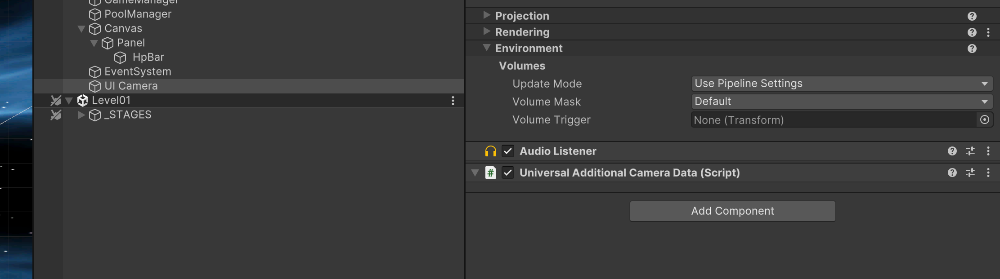 GameManager
PoolManager
Canvas
Panel
HpBar
EventSystem
UI Camera
Level01
_STAGES
Projection
Rendering
Environment
Volumes
Update Mode Use Pipeline Settings
Volume Mask Default
Volume Trigger None (Transform)
Audio Listener
# Universal Additional Camera Data (Script)
Add Component